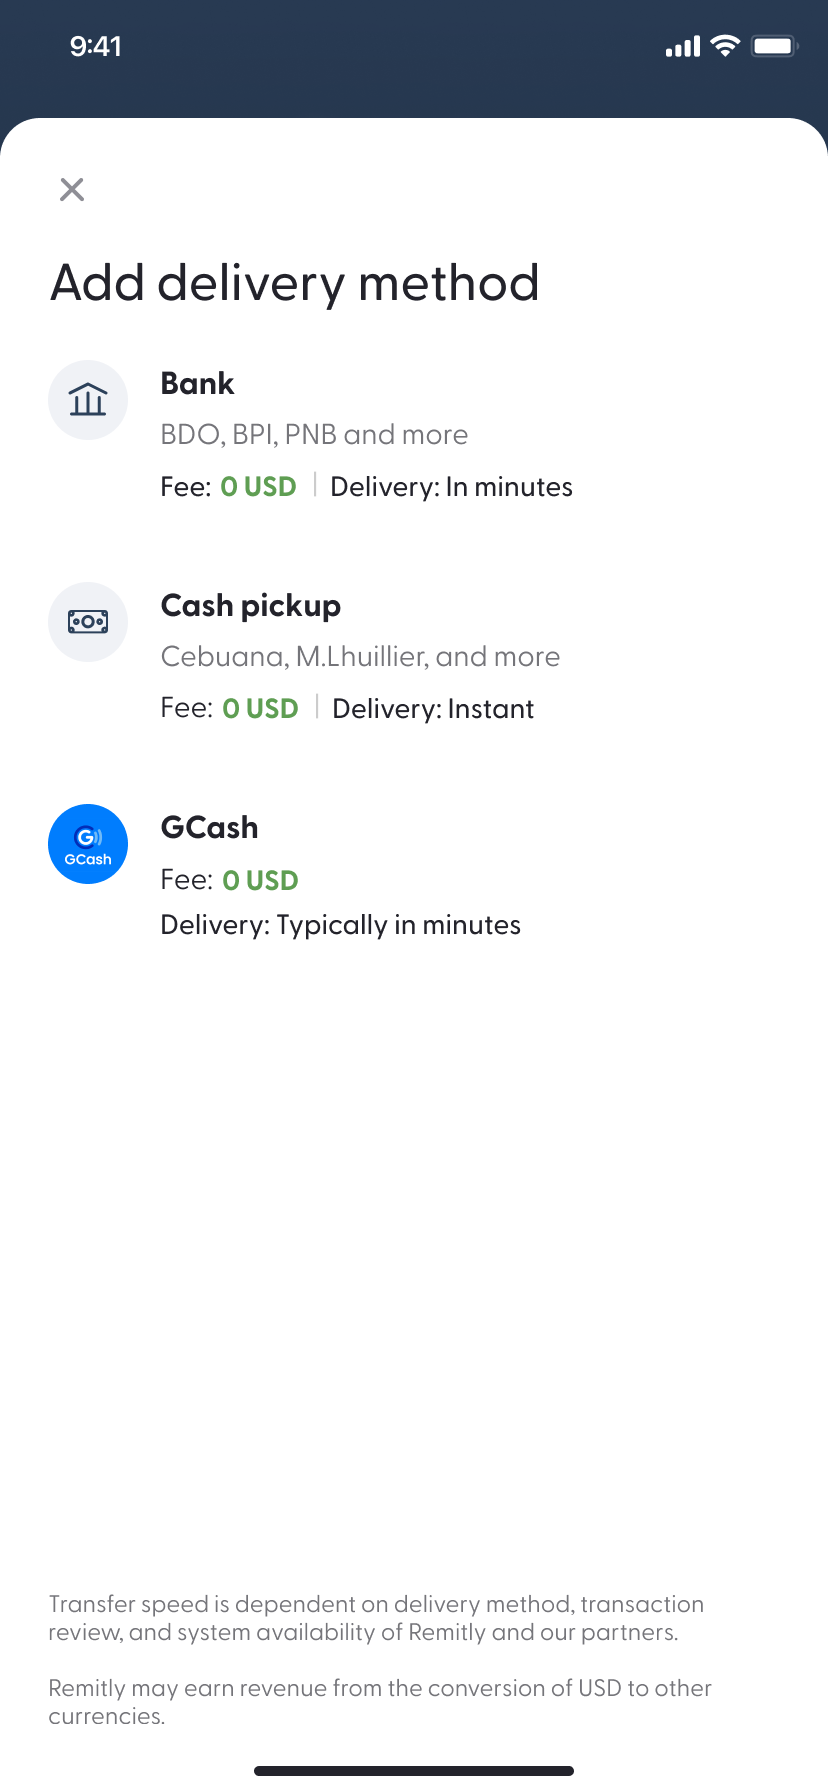 9:41
Add delivery method
Bank
BDO, BPI, PNB and more
Fee: 0 USD | Delivery: In minutes
Cash pickup
Cebuana, M.Lhuillier, and more
Fee: 0 USD | Delivery: Instant
GCash
G
GCash
Fee: 0 USD
Delivery: Typically in minutes
Transfer speed is dependent on delivery method, transaction
review, and system availability of Remitly and our partners.
Remitly may earn revenue from the conversion of USD to other
currencies.